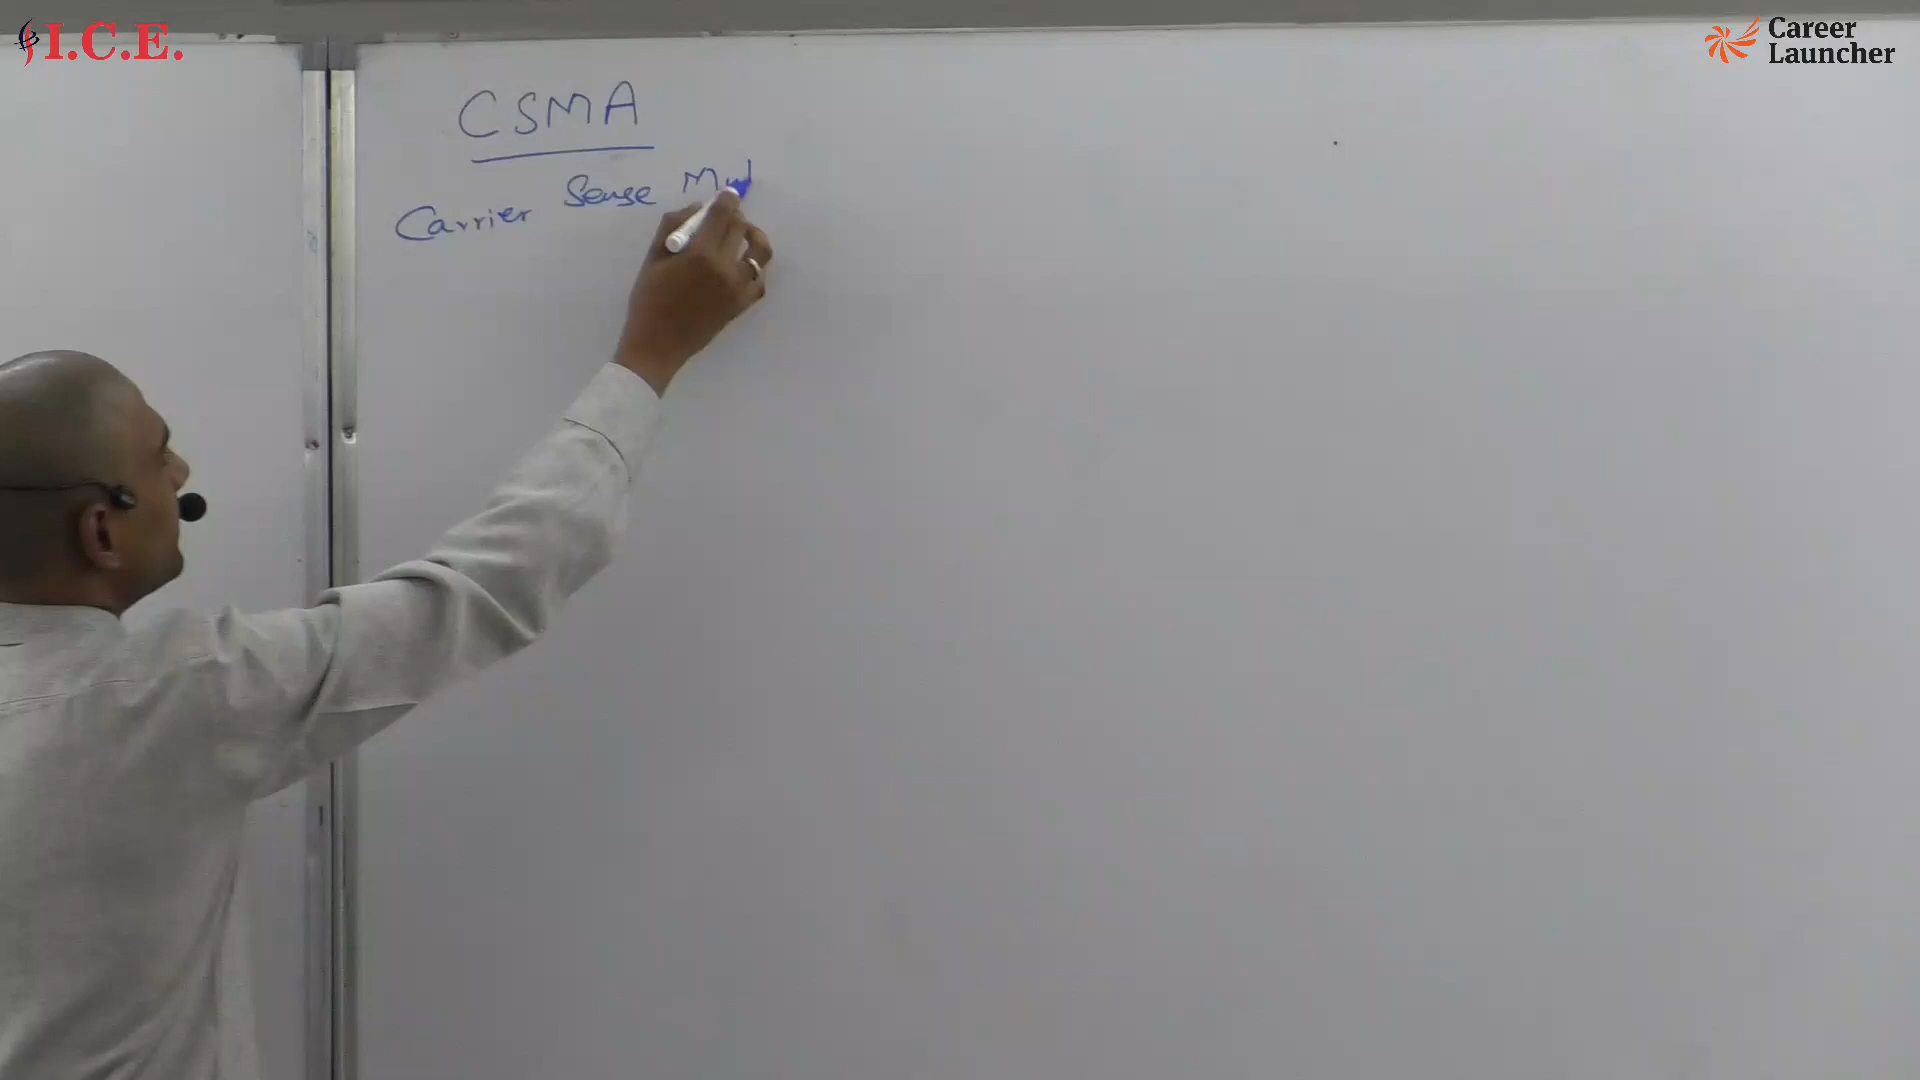 I.C.E.
Career
Launcher
CSMA
Carrier Sense Mul